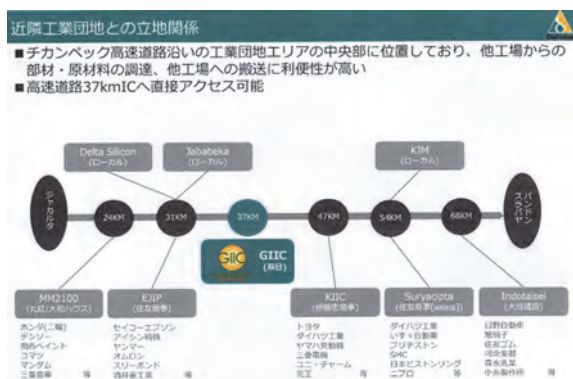 近隣工業団地との立地関係
■チカンペック高速道路沿いの工業団地エリアの中央部に位置しており、他工場からの
部材・原材料の調達、他工場への搬送に利便性が高い
■高速道路37kmICへ直接アクセス可能
Delta Silicon
(ローカル)
Jababeka
(ローカル)
KIM
(ローカル)
ジャカルタ
24KM
31KM
37KM
47KM
54KM
68KM
バンドン
スラバヤ
GIIC
GIIC
(双日)
MM2100
(丸紅/大和ハウス)
EJIP
(住友商事)
KIIC
(伊藤忠商事)
Suryacipta
(住友商事)
Indotaisei
(大成建設)
ホンダ(二輪)
デンソー
関西ペイント
コマツ
マンダム
三菱倉庫 等
セイコーエプソン
アイシン精機
ヤンマー
オムロン
スリーボンド
酒井重工業 等
トヨタ
ダイハツ工業
ヤマハ発動機
三菱電機
ユニ・チャーム
花王 等
ダイハツ工業
いすゞ自動車
ブリヂストン
SMC
日本ピストンリング
ニプロ 等
日野自動車
旭硝子
住友ゴム
河合楽器
森永乳業
小糸製作所 等